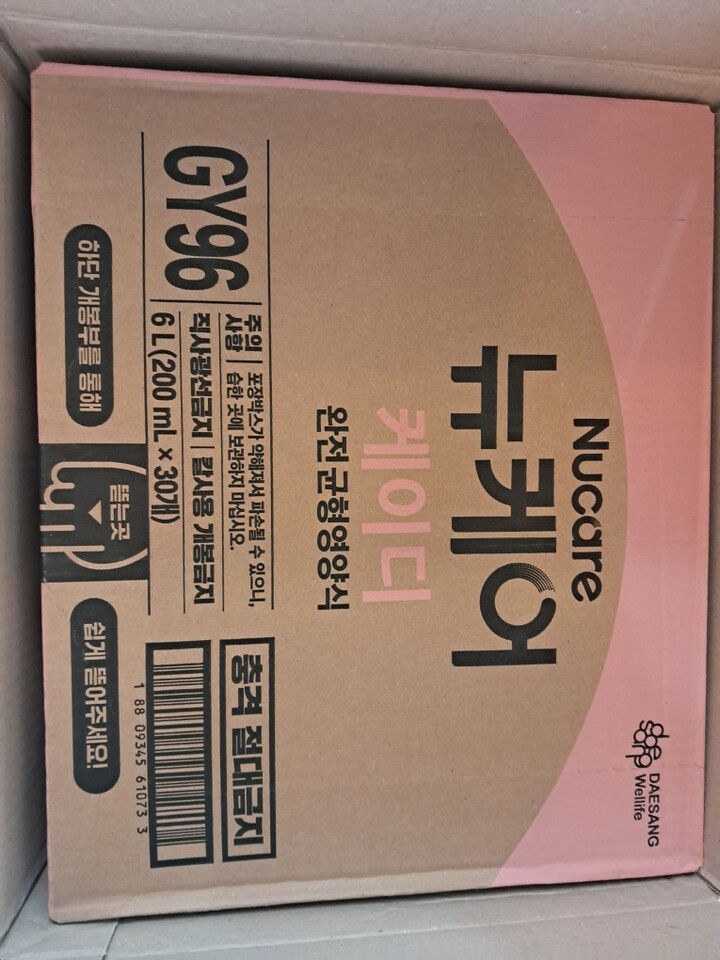 DAESANG
Wellife
Nucare
뉴케어
케이디
완전 균형영양식
GY96
주의
사항
포장박스가 약해져서 파손될 수 있으니,
습한 곳에 보관하지 마십시오.
직사광선금지 | 칼사용 개봉금지
6 L(200 mL × 30개)
충격 절대금지
1 88 09345 61073 3
하단 개봉부를 통해
뜯는곳
쉽게 뜯어주세요!